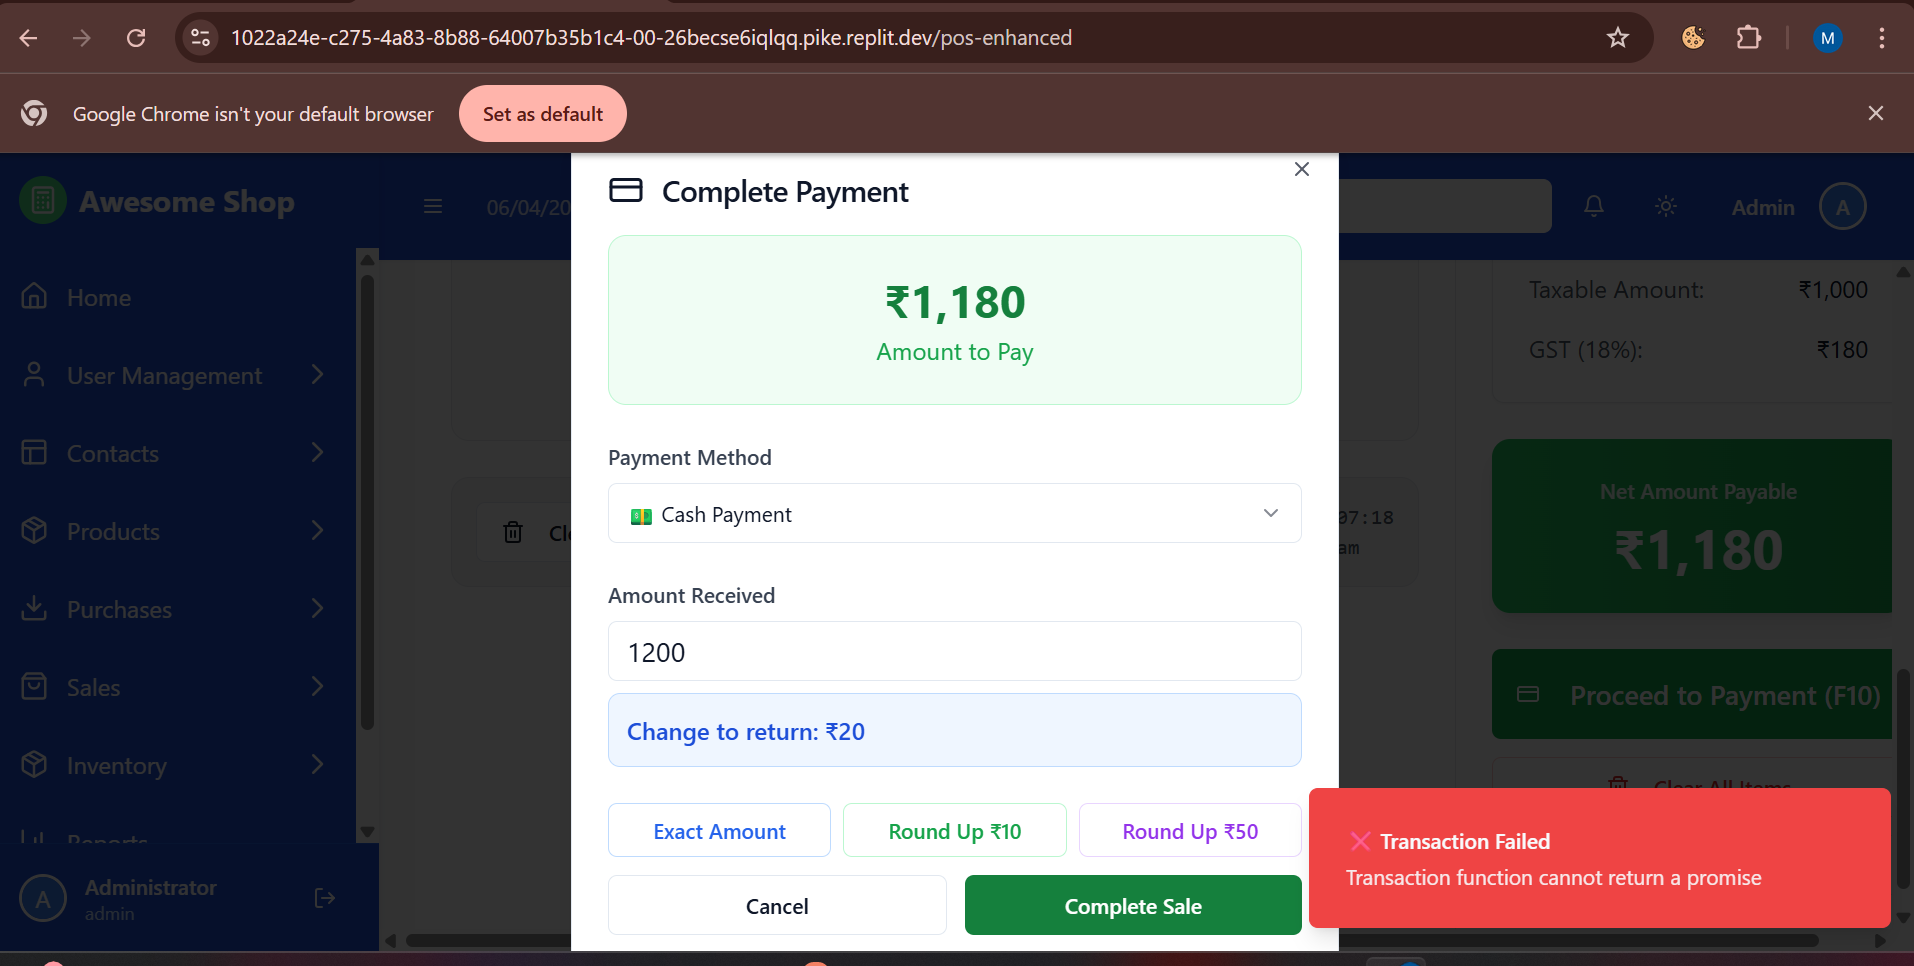 1022a24e-c275-4a83-8b88-64007b35b1c4-00-26becse6iqlqq.pike.replit.dev/pos-enhanced
M
Google Chrome isn't your default browser
Set as default
Awesome Shop
06/04/20
Admin
A
Home
User Management
Contacts
Products
Purchases
Sales
Inventory
Reports
A
Administrator
admin
Complete Payment
₹1,180
Amount to Pay
Payment Method
Cash Payment
Amount Received
1200
Change to return: ₹20
Exact Amount
Round Up ₹10
Round Up ₹50
Cancel
Complete Sale
07:18
am
Taxable Amount:
₹1,000
GST (18%):
₹180
Net Amount Payable
₹1,180
Proceed to Payment (F10)
Clear All Items
Transaction Failed
Transaction function cannot return a promise